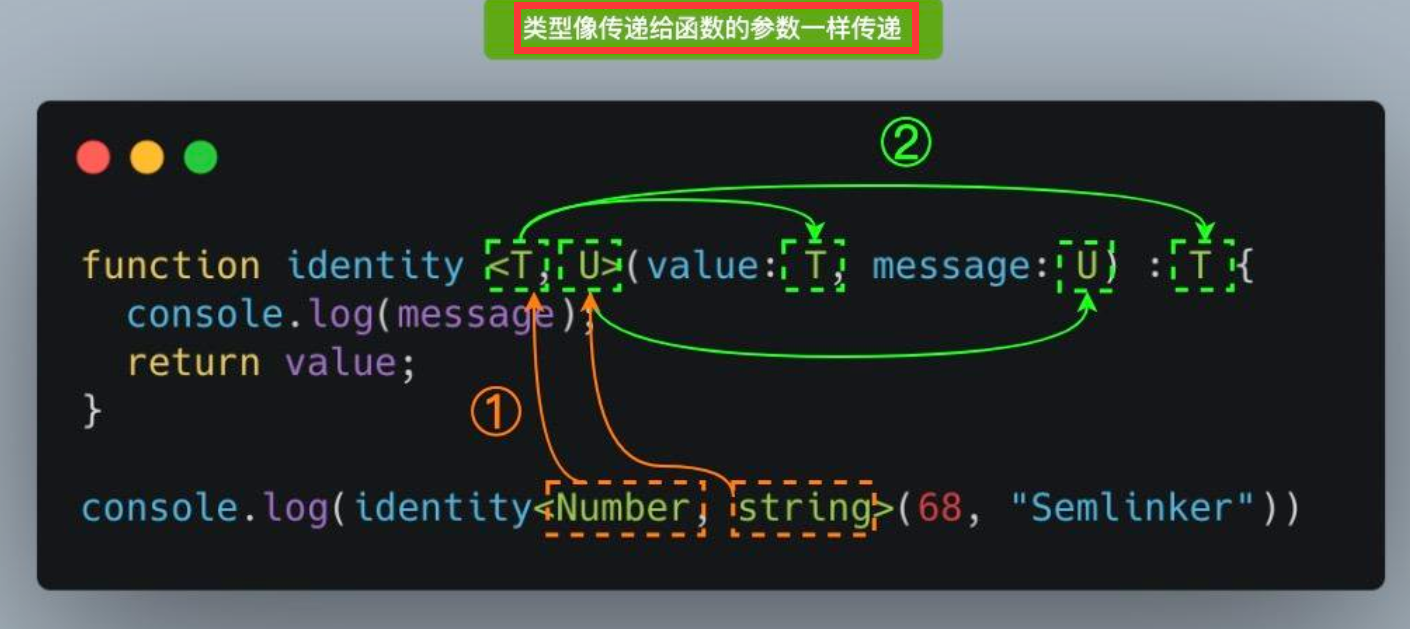 类型像传递给函数的参数一样传递
②
function identity <T, U>(value: T, message: U) : T {
console.log(message);
return value;
}
①
console.log(identity<Number, string>(68, "Semlinker"))